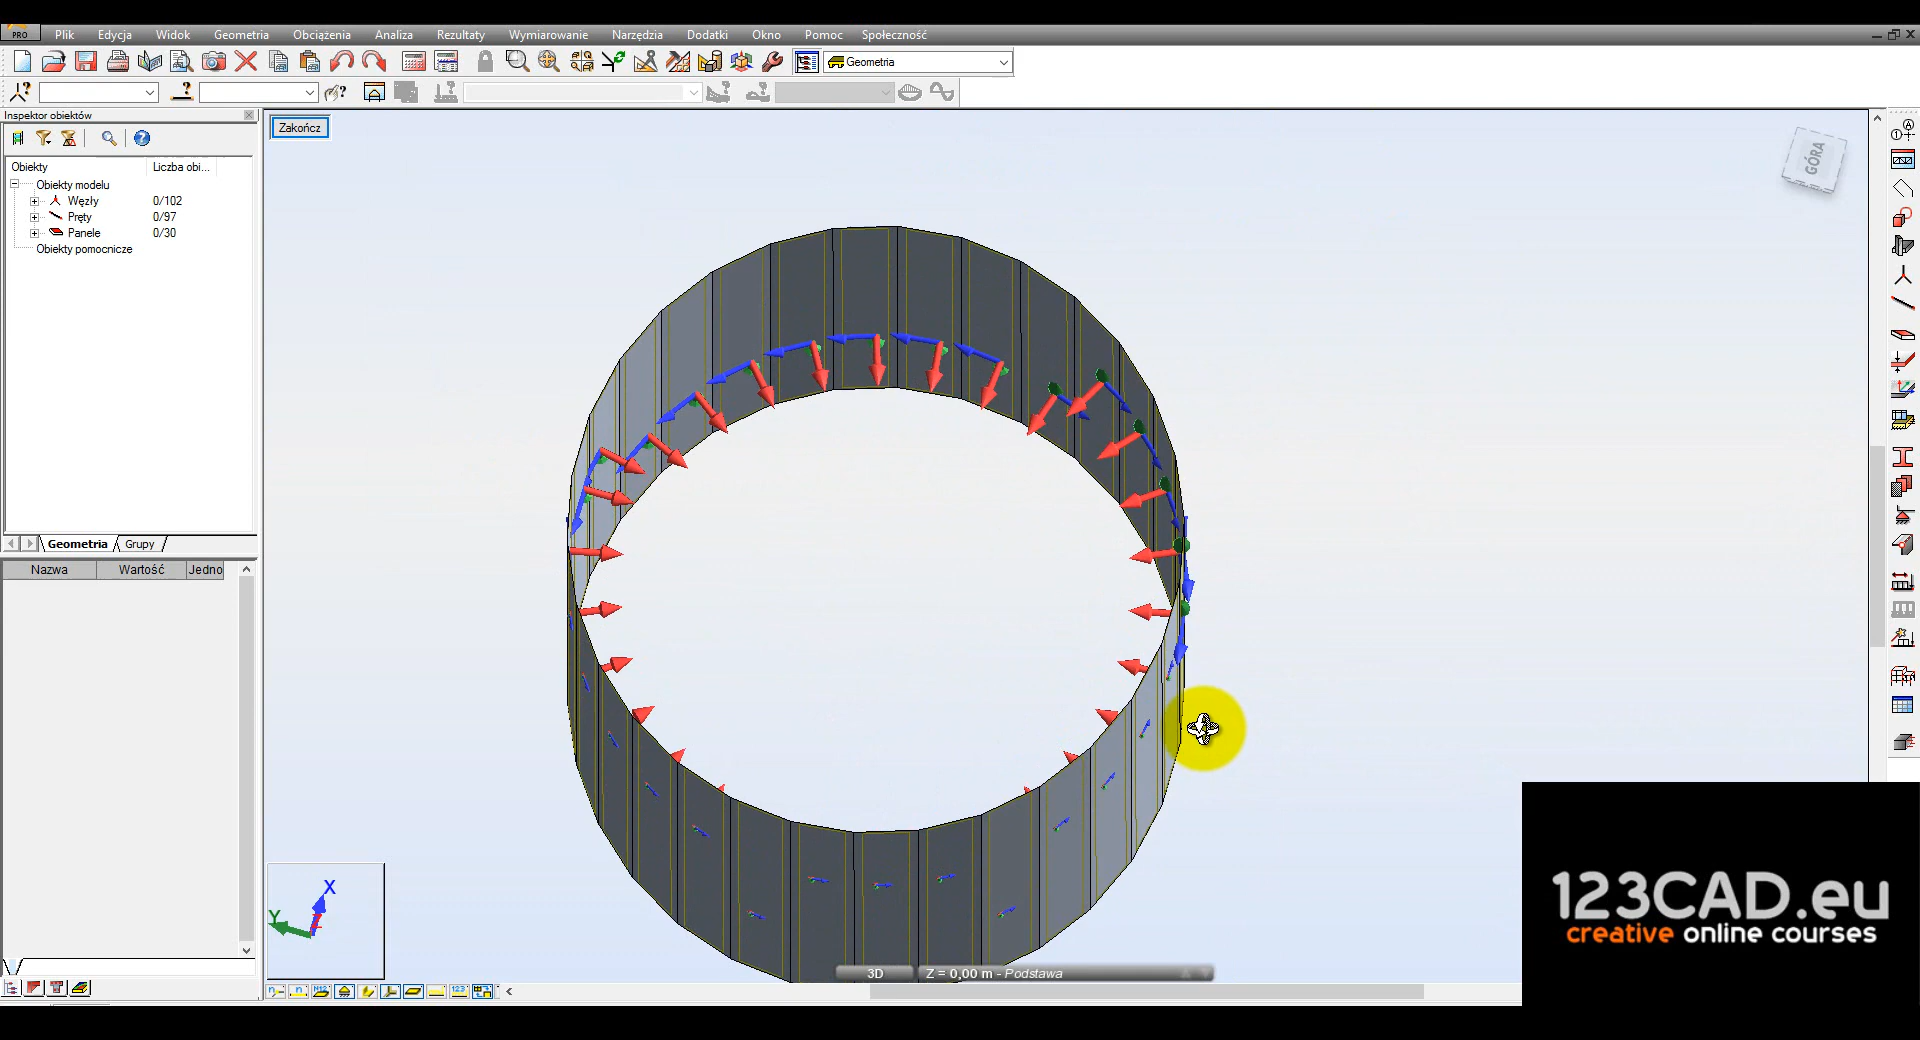 PRO Plik Edycja Widok Geometria Obciążenia Analiza Rezultaty Wymiarowanie Narzędzia Dodatki Okno Pomoc Społeczność
Geometria
Inspektor obiektów
Zakończ
GÓRA
Obiekty Liczba obi...
Obiekty modelu
Węzły 0/102
Pręty 0/97
Panele 0/30
Obiekty pomocnicze
Geometria Grupy
Nazwa Wartość Jedno
X
Y
3D Z = 0,00 m - Podstawa
123CAD.eu
creative online courses